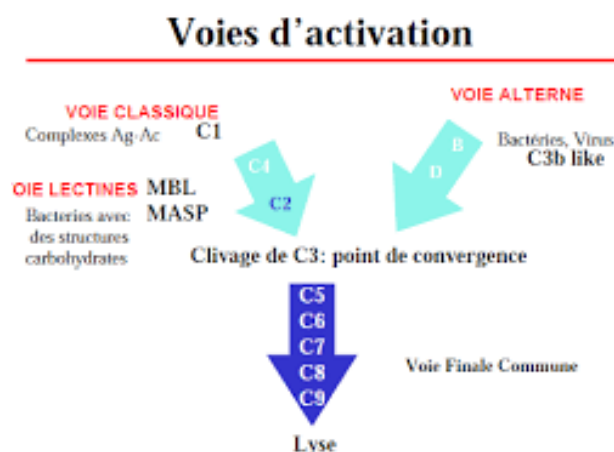 Voies d'activation
VOIE CLASSIQUE
Complexes Ag-Ac C1
VOIE ALTERNE
Bactéries, Virus
C3b like
B
D
C4
C2
OIE LECTINES MBL
MASP
Bacteries avec
des structures
carbohydrates
Clivage de C3: point de convergence
C5
C6
C7
C8
C9
Voie Finale Commune
Lyse